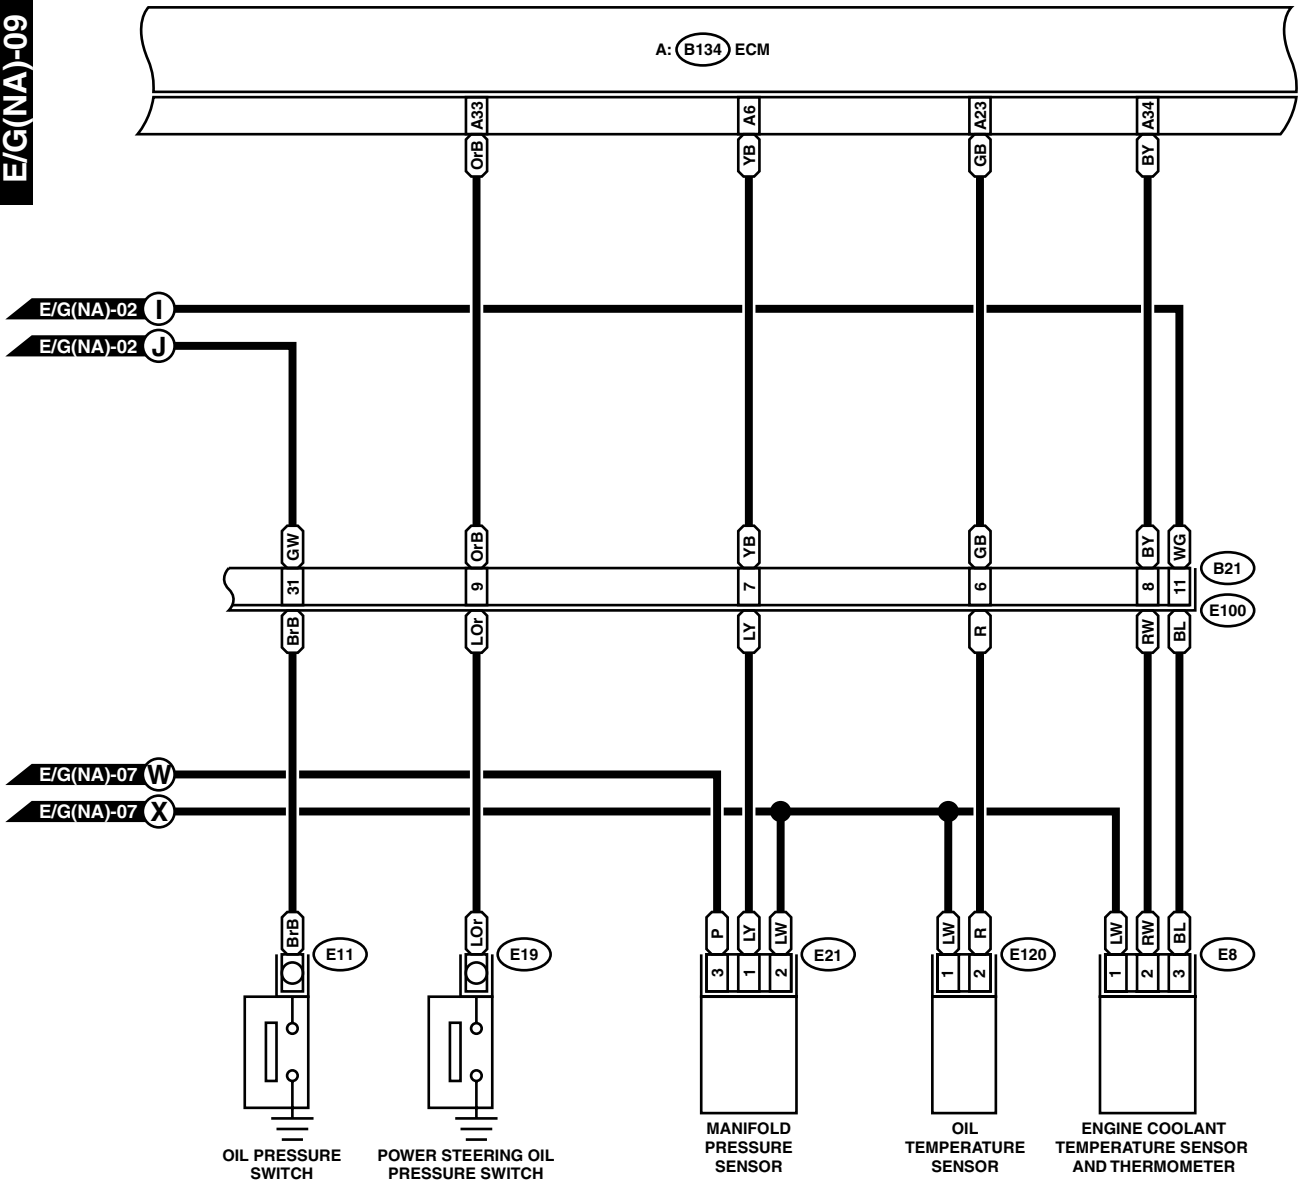 E/G(NA)-09
A: B134 ECM
A33 A6 A23 A34
OrB YB GB BY
E/G(NA)-02 I
E/G(NA)-02 J
GW OrB YB GB BY WG
B21
31 9 7 6 8 11
E100
BrB LOr LY R RW BL
E/G(NA)-07 W
E/G(NA)-07 X
BrB LOr P LY LW LW R LW RW BL
E11 E19 E21 E120 E8
3 1 2 1 2 1 2 3
OIL PRESSURE
SWITCH
POWER STEERING OIL
PRESSURE SWITCH
MANIFOLD
PRESSURE
SENSOR
OIL
TEMPERATURE
SENSOR
ENGINE COOLANT
TEMPERATURE SENSOR
AND THERMOMETER